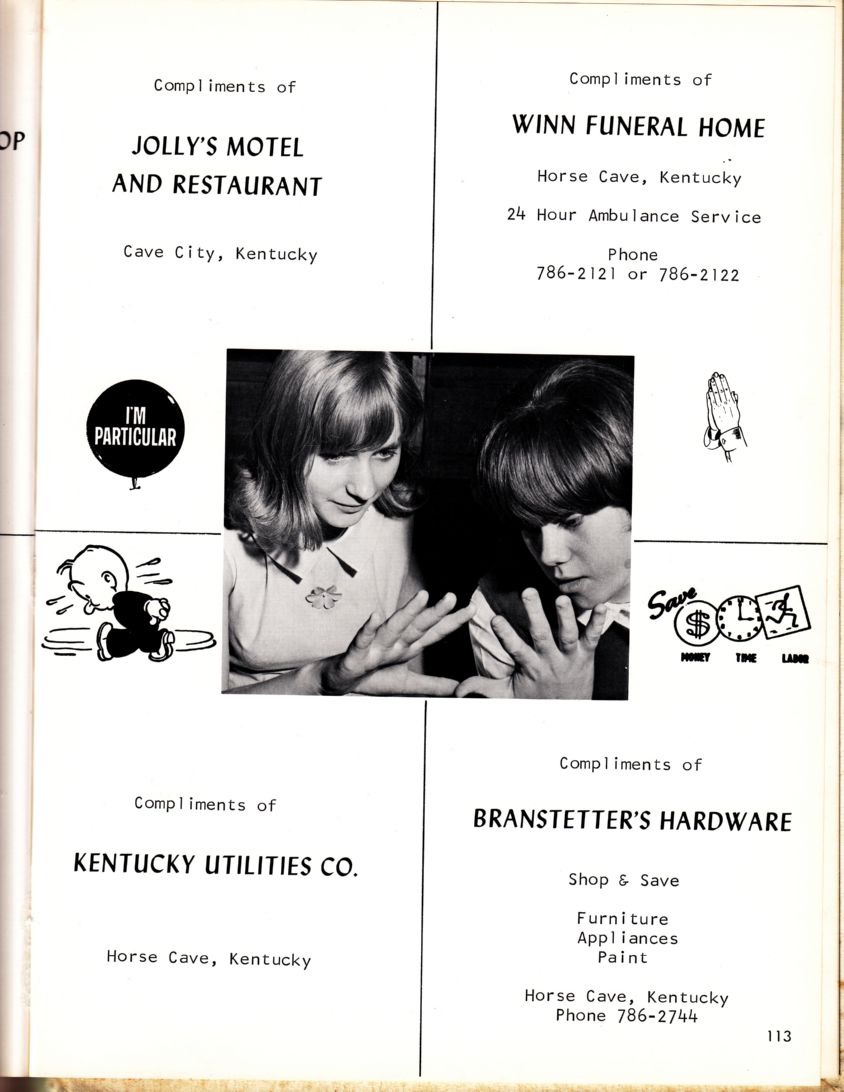 OP
Compliments of
JOLLY'S MOTEL
AND RESTAURANT
Cave City, Kentucky
Compliments of
WINN FUNERAL HOME
Horse Cave, Kentucky
24 Hour Ambulance Service
Phone
786-2121 or 786-2122
I'M
PARTICULAR
Save
$
MONEY TIME LABOR
Compliments of
KENTUCKY UTILITIES CO.
Horse Cave, Kentucky
Compliments of
BRANSTETTER'S HARDWARE
Shop & Save
Furniture
Appliances
Paint
Horse Cave, Kentucky
Phone 786-2744
113